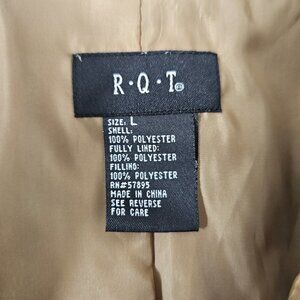 R·Q·T®
SIZE: L
SHELL:
100% POLYESTER
FULLY LINED:
100% POLYESTER
FILLING:
100% POLYESTER
RN#57895
MADE IN CHINA
SEE REVERSE
FOR CARE